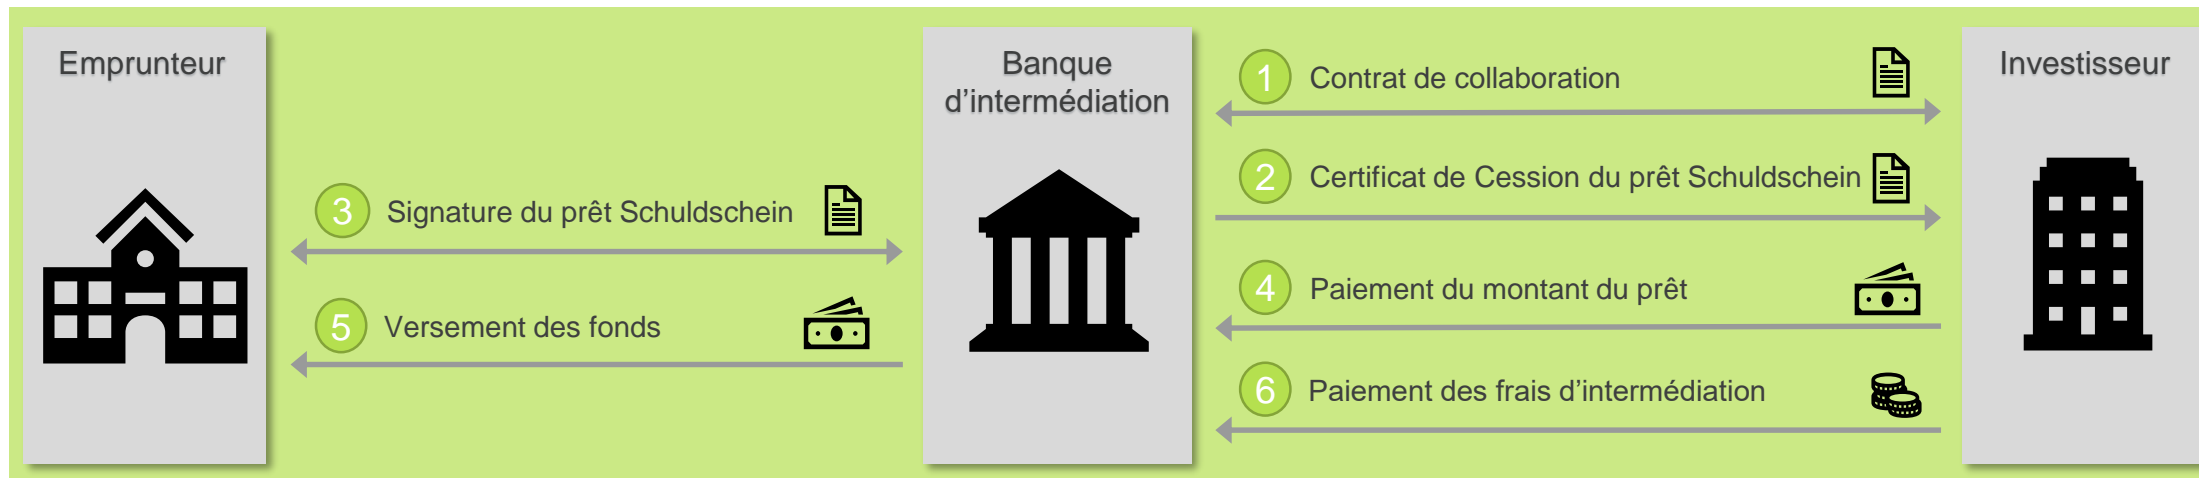 Emprunteur
3 Signature du prêt Schuldschein
5 Versement des fonds
Banque
d’intermédiation
1 Contrat de collaboration
2 Certificat de Cession du prêt Schuldschein
4 Paiement du montant du prêt
6 Paiement des frais d’intermédiation
Investisseur